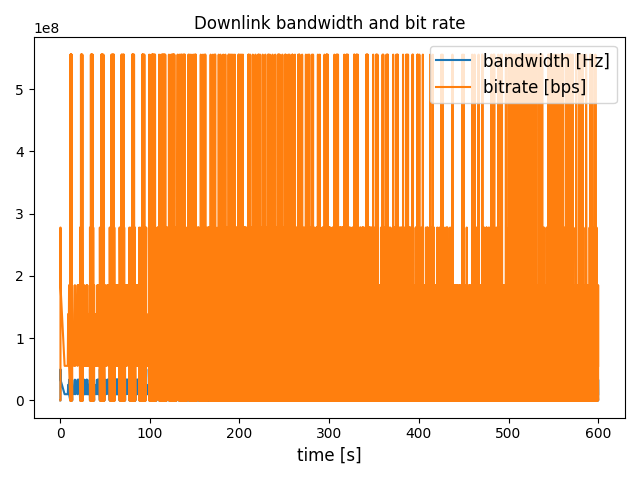 Downlink bandwidth and bit rate
1e8
bandwidth [Hz]
bitrate [bps]
5
4
3
2
1
0
0 100 200 300 400 500 600
time [s]